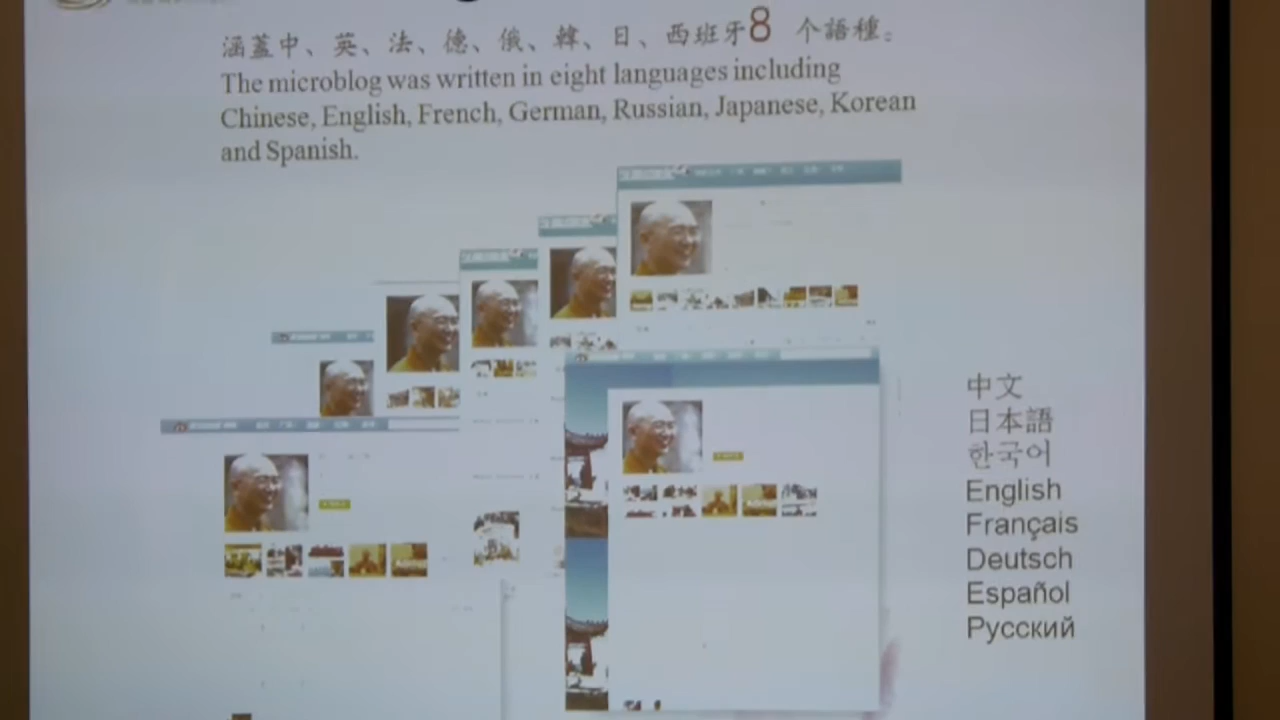 涵蓋中、英、法、德、俄、韓、日、西班牙8 个語種。
The microblog was written in eight languages including
Chinese, English, French, German, Russian, Japanese, Korean
and Spanish.
中文
日本語
한국어
English
Français
Deutsch
Español
Русский